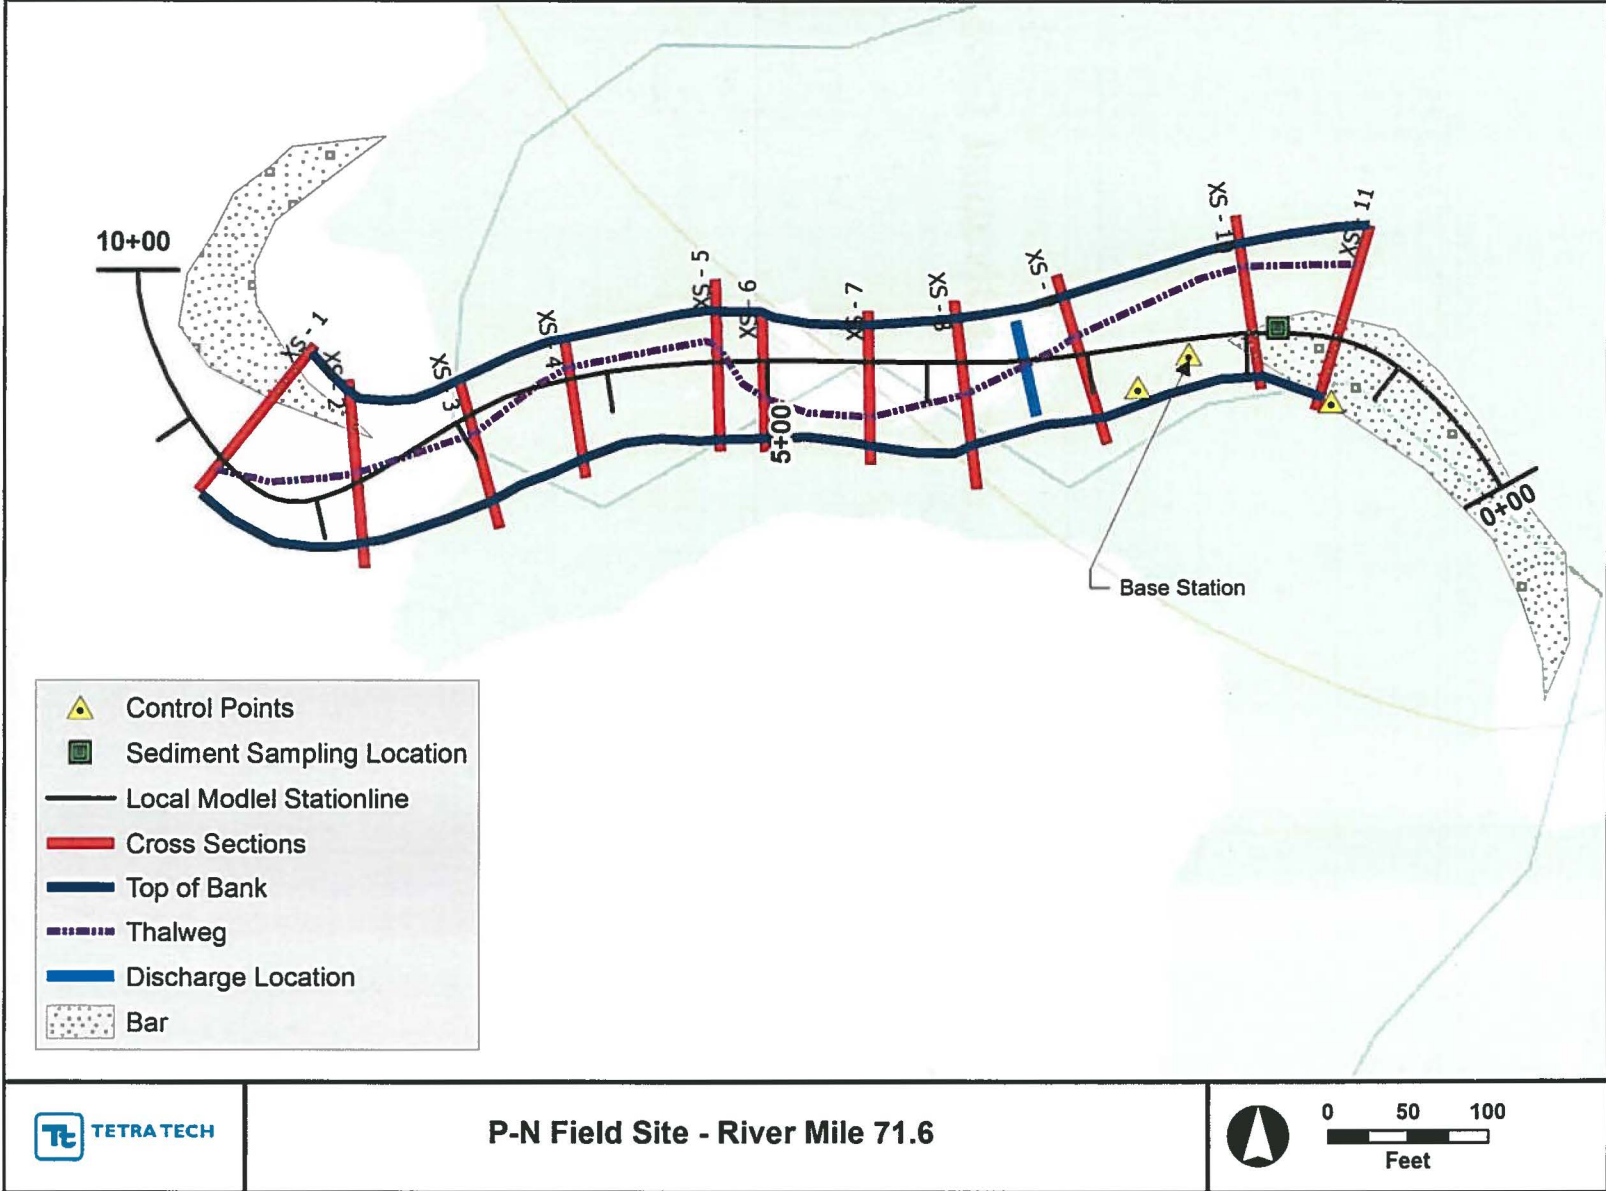 10+00
XS - 1
XS - 2
XS - 3
XS - 4
XS - 5
XS - 6
XS - 7
XS - 8
XS -
XS - 1
XS - 11
5+00
0+00
Base Station
Control Points
Sediment Sampling Location
Local Modlel Stationline
Cross Sections
Top of Bank
Thalweg
Discharge Location
Bar
Tt TETRA TECH
P-N Field Site - River Mile 71.6
0 50 100
Feet